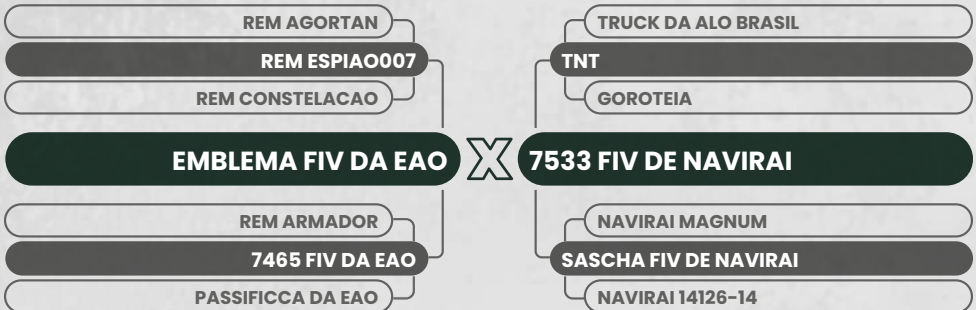 REM AGORTAN
REM ESPIAO007
REM CONSTELACAO
EMBLEMA FIV DA EAO
REM ARMADOR
7465 FIV DA EAO
PASSIFICCA DA EAO
X
TRUCK DA ALO BRASIL
TNT
GOROTEIA
7533 FIV DE NAVIRAI
NAVIRAI MAGNUM
SASCHA FIV DE NAVIRAI
NAVIRAI 14126-14